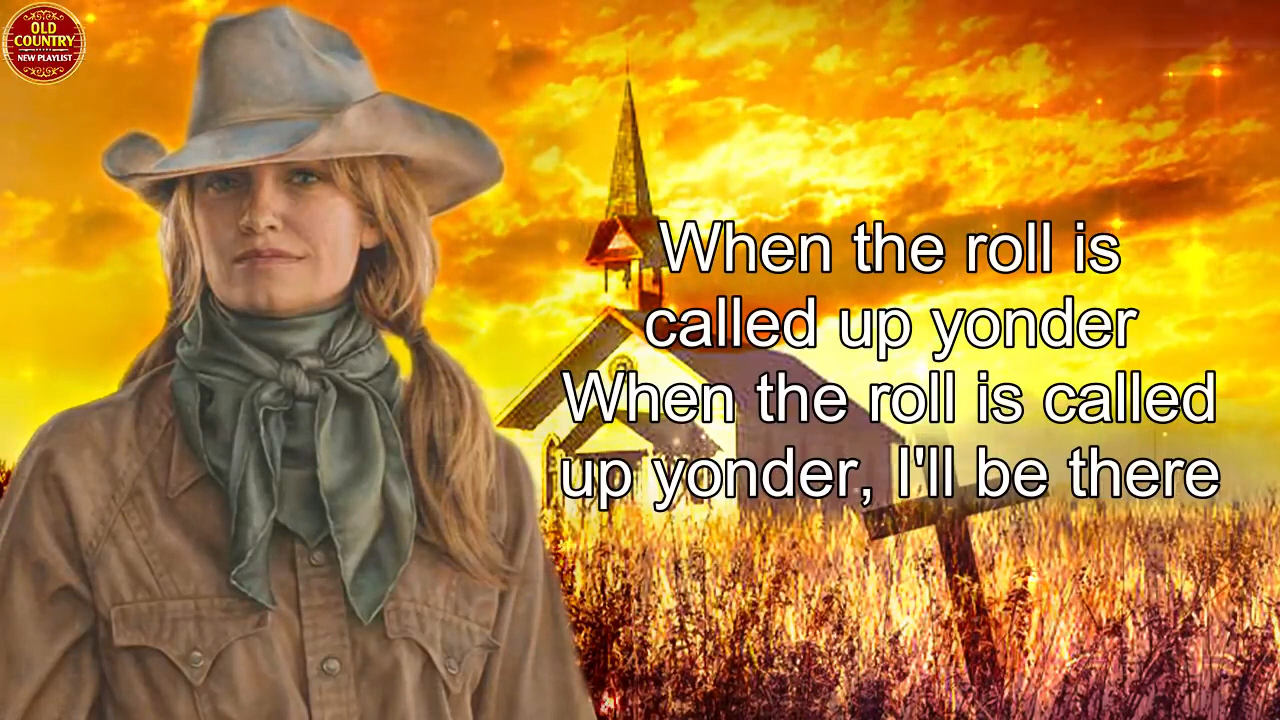 OLD
COUNTRY
NEW PLAYLIST
When the roll is
called up yonder
When the roll is called
up yonder, I'll be there